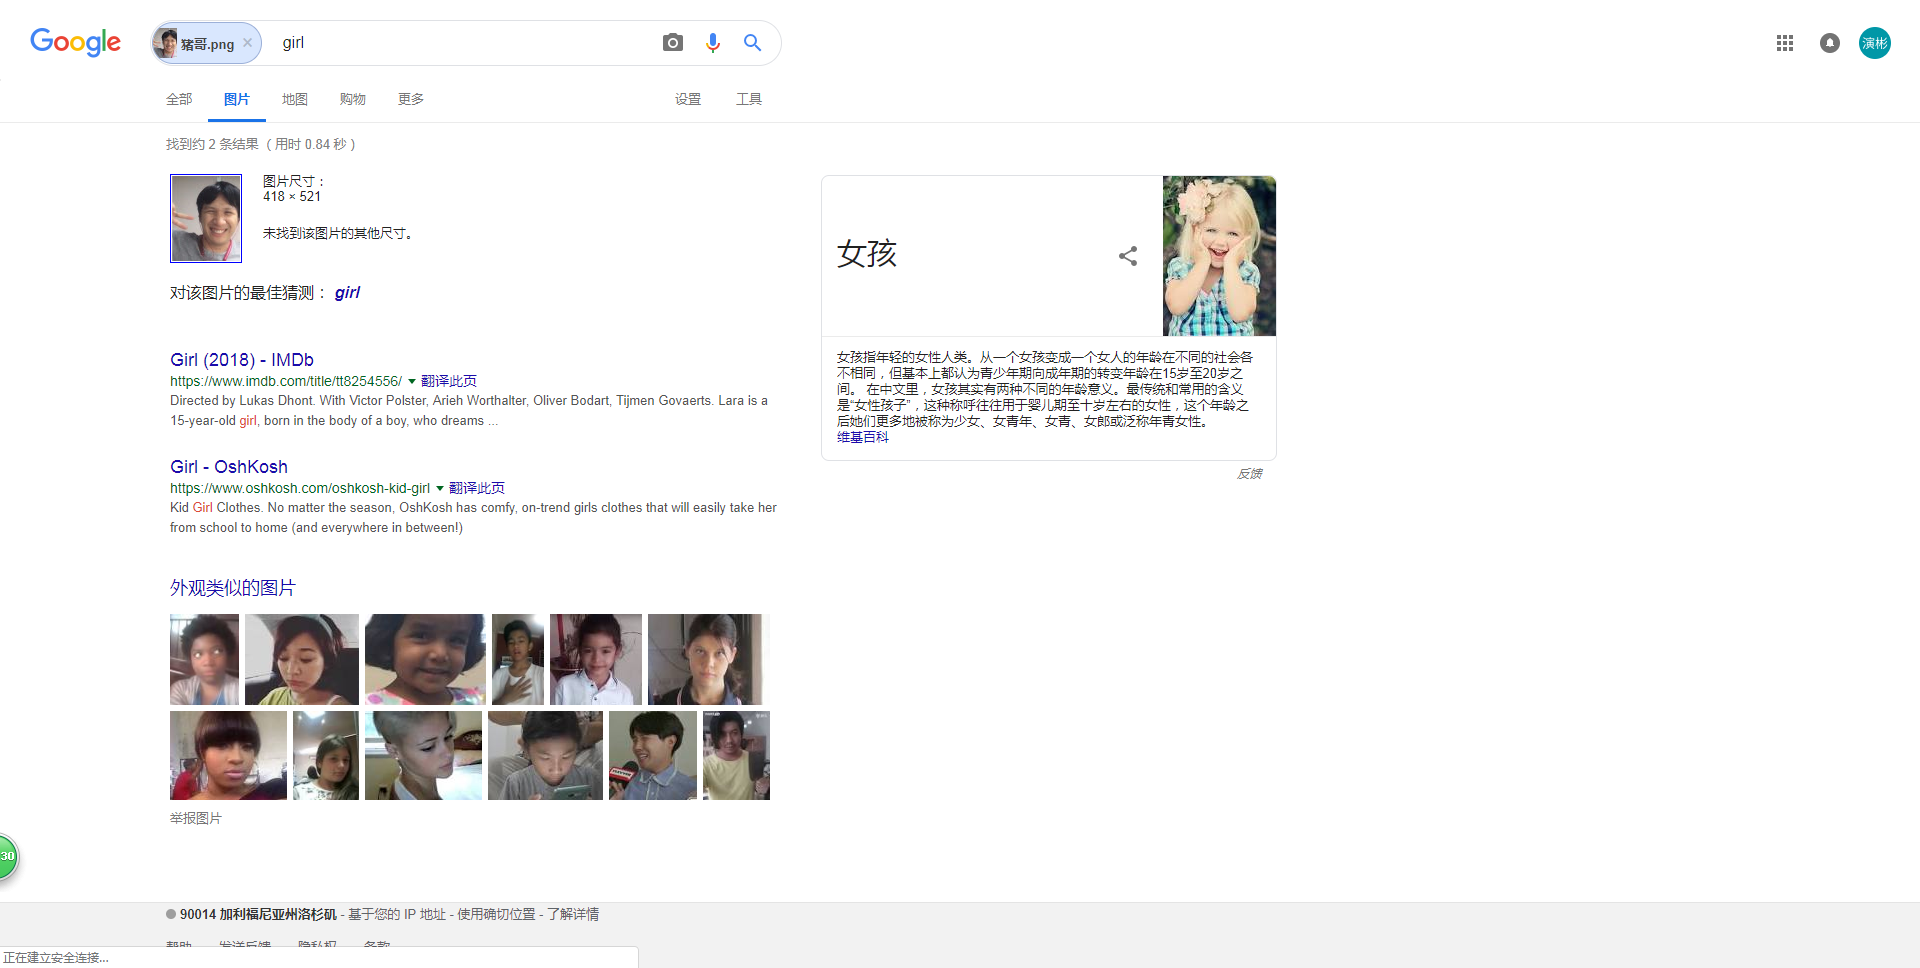 Google
猪哥.png ×
girl
演彬
全部 图片 地图 购物 更多 设置 工具
找到约 2 条结果 （用时 0.84 秒）
图片尺寸：
418 × 521
未找到该图片的其他尺寸。
对该图片的最佳猜测： girl
Girl (2018) - IMDb
https://www.imdb.com/title/tt8254556/ 翻译此页
Directed by Lukas Dhont. With Victor Polster, Arieh Worthalter, Oliver Bodart, Tijmen Govaerts. Lara is a
15-year-old girl, born in the body of a boy, who dreams ...
Girl - OshKosh
https://www.oshkosh.com/oshkosh-kid-girl 翻译此页
Kid Girl Clothes. No matter the season, OshKosh has comfy, on-trend girls clothes that will easily take her
from school to home (and everywhere in between!)
外观类似的图片
举报图片
女孩
女孩指年轻的女性人类。从一个女孩变成一个女人的年龄在不同的社会各
不相同，但基本上都认为青少年期向成年期的转变年龄在15岁至20岁之
间。 在中文里，女孩其实有两种不同的年龄意义。最传统和常用的含义
是“女性孩子”，这种称呼往往用于婴儿期至十岁左右的女性，这个年龄之
后她们更多地被称为少女、女青年、女青、女郎或泛称年青女性。
维基百科
反馈
30
90014 加利福尼亚州洛杉矶 - 基于您的 IP 地址 - 使用确切位置 - 了解详情
帮助 发送反馈 隐私权 条款
正在建立安全连接...